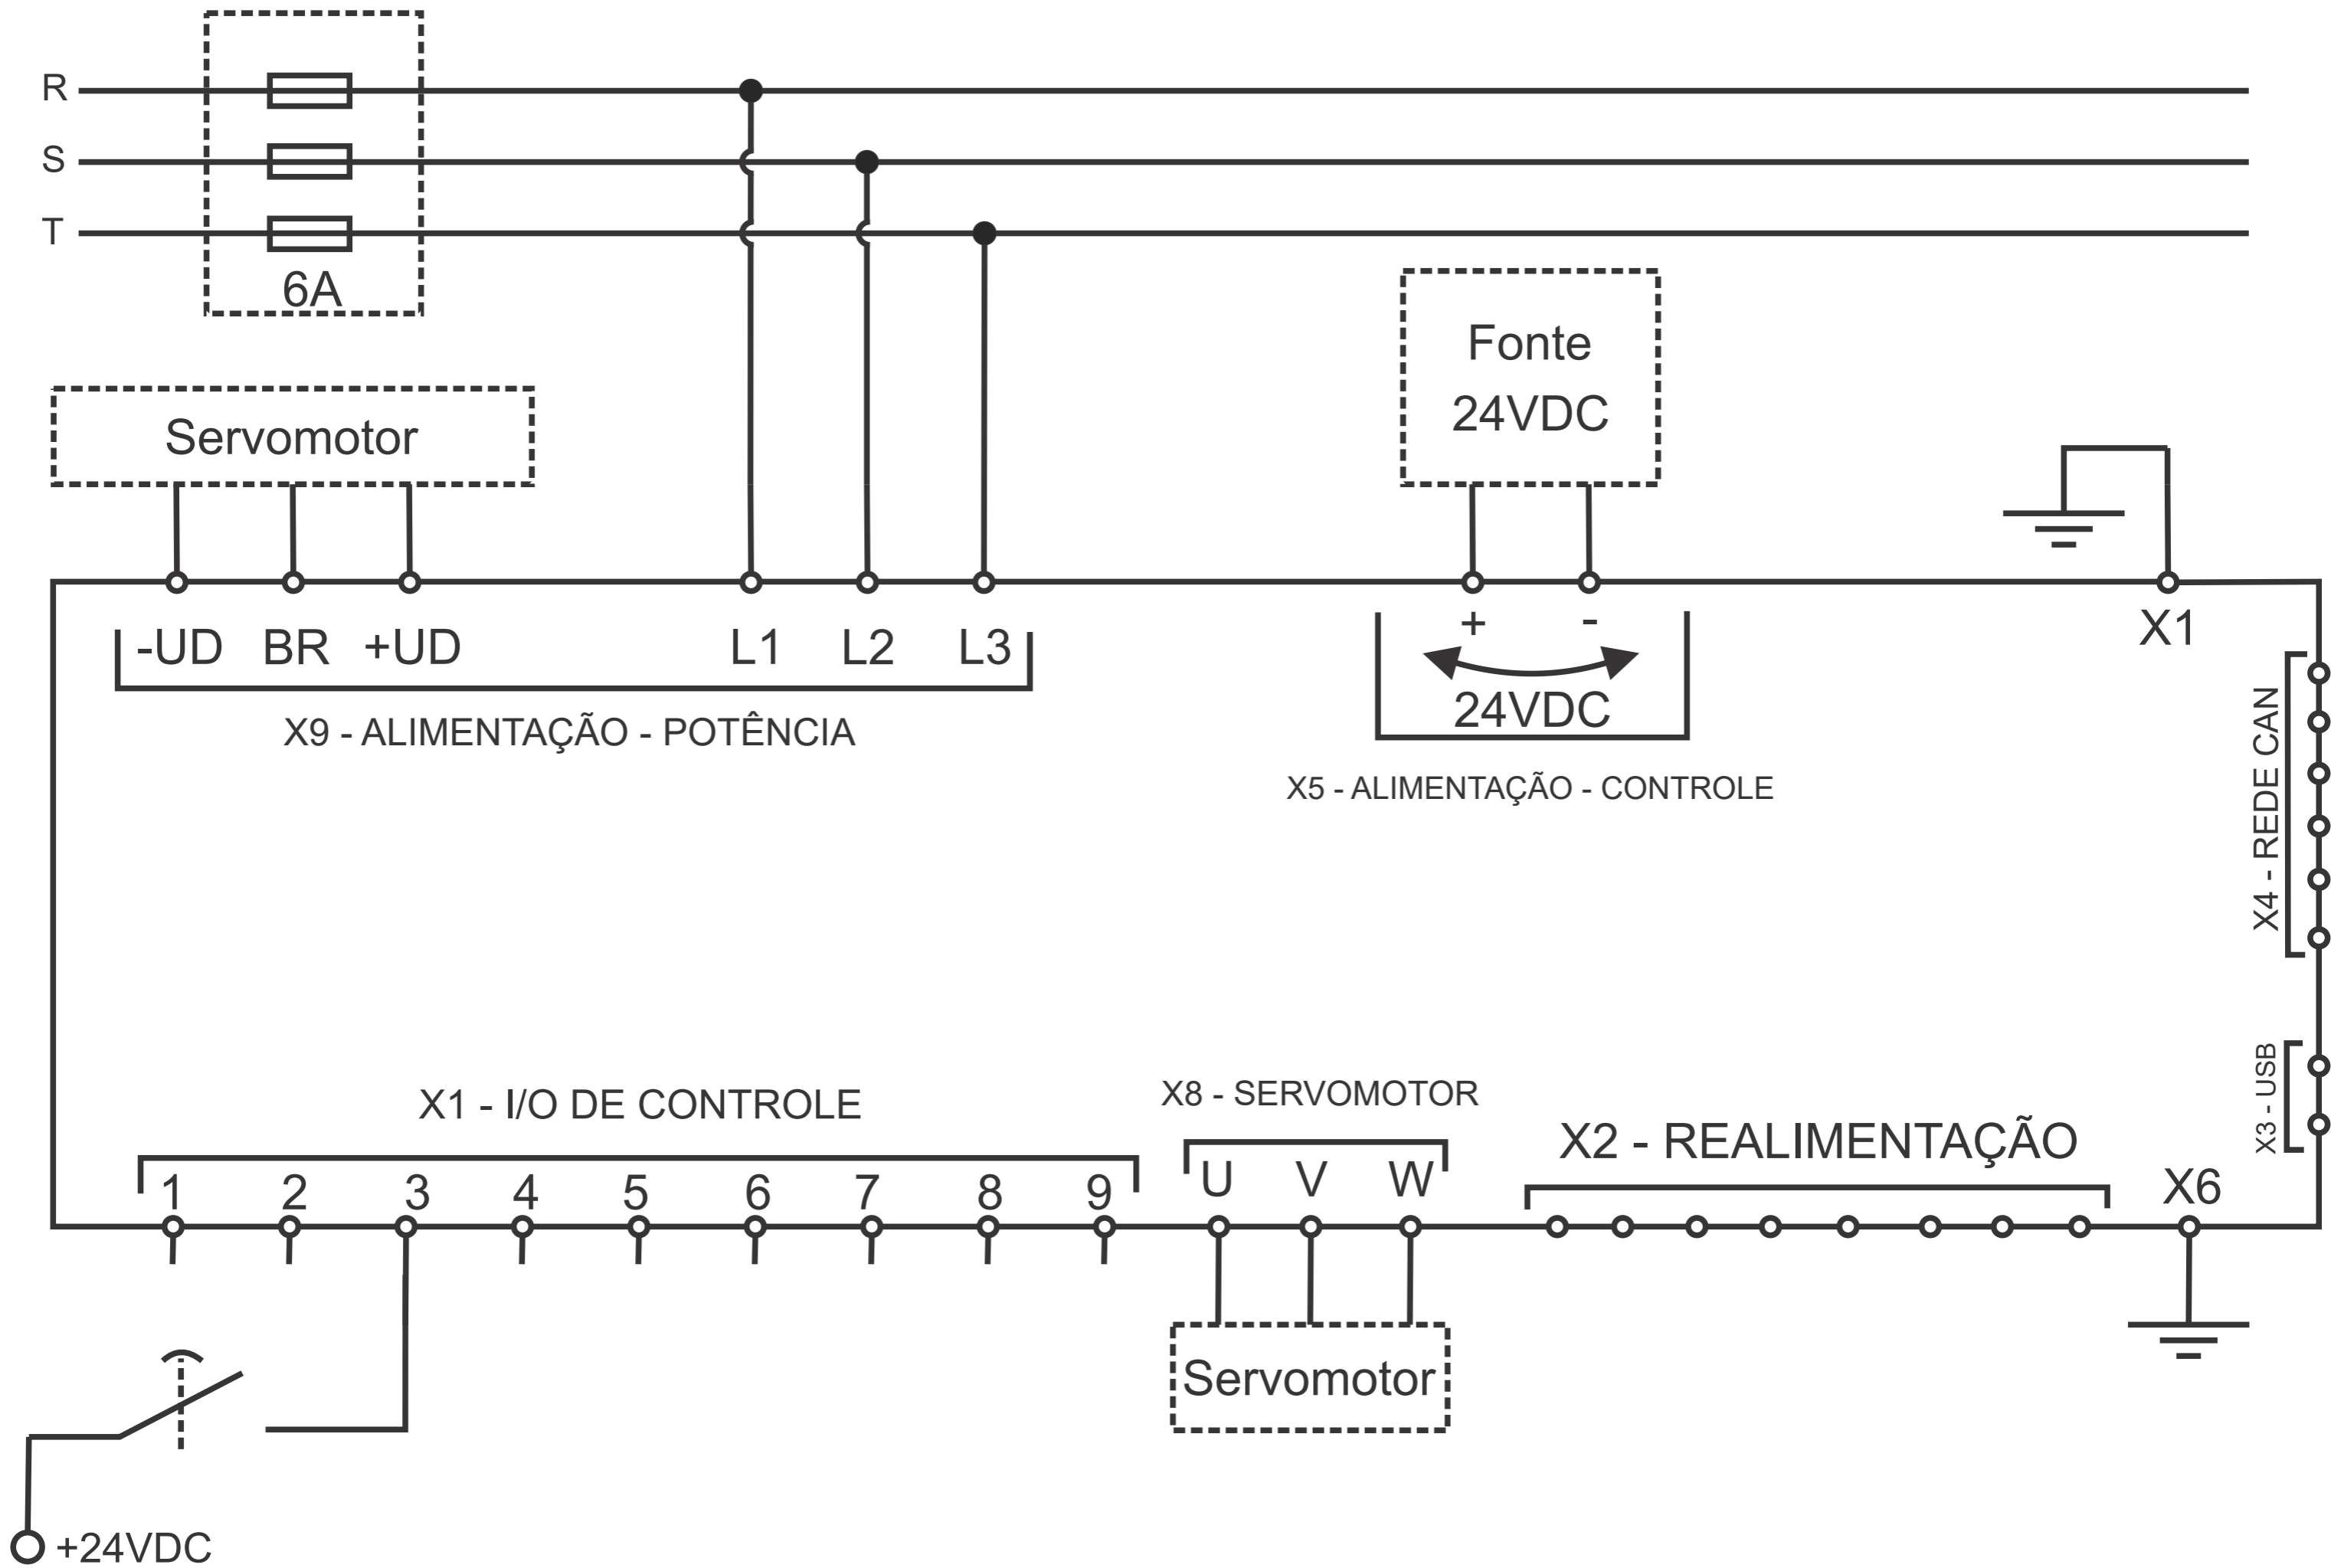 R
S
T
6A
Servomotor
Fonte
24VDC
-UD BR +UD L1 L2 L3
+ -
24VDC
X1
X9 - ALIMENTAÇÃO - POTÊNCIA
X5 - ALIMENTAÇÃO - CONTROLE
X4 - REDE CAN
X3 - USB
X1 - I/O DE CONTROLE
X8 - SERVOMOTOR
X2 - REALIMENTAÇÃO
1 2 3 4 5 6 7 8 9
U V W
X6
Servomotor
+24VDC